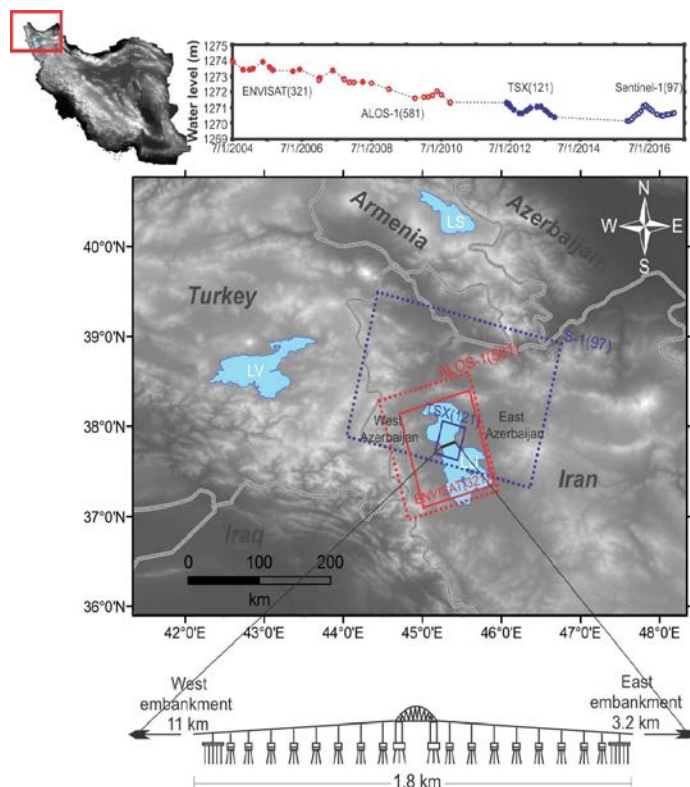 1275
1274
1273
1272
1271
1270
1269
Water level (m)
ENVISAT(321)
ALOS-1(581)
TSX(121)
Sentinel-1(97)
7/1/2004
7/1/2006
7/1/2008
7/1/2010
7/1/2012
7/1/2014
7/1/2016
N
W E
S
Armenia
Azerbaijan
LS
40°0'N
Turkey
39°0'N
S-1(97)
LV
ALOS-1(581)
38°0'N
TSX(121)
West
Azerbaijan
East
Azerbaijan
Iran
ENVISAT(321)
37°0'N
Iraq
0 100 200
km
36°0'N
42°0'E 43°0'E 44°0'E 45°0'E 46°0'E 47°0'E 48°0'E
West
embankment
11 km
East
embankment
3.2 km
1.8 km